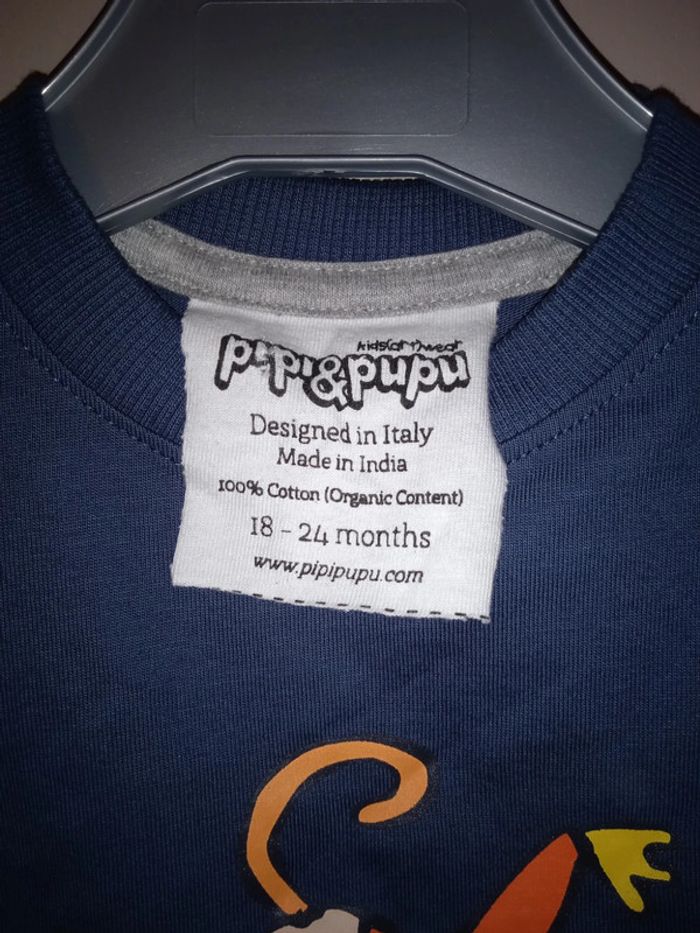 kids(art)wear
pipi&pupu
Designed in Italy
Made in India
100% Cotton (Organic Content)
18 - 24 months
www.pipipupu.com